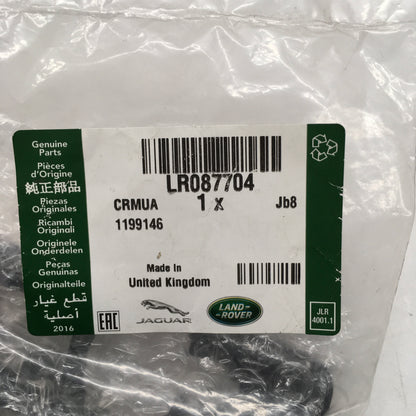 Genuine
Parts
Pièces
d'Origine
純正部品
Piezas
Originales
Ricambi
Originali
Originele
Onderdelen
Peças
Genuinas
Originalteile
قطع غيار
أصلية
2016
LR087704
CRMUA 1 x Jb8
1199146
Made In
United Kingdom
EAC
JAGUAR
LAND-
ROVER
JLR
4001.1